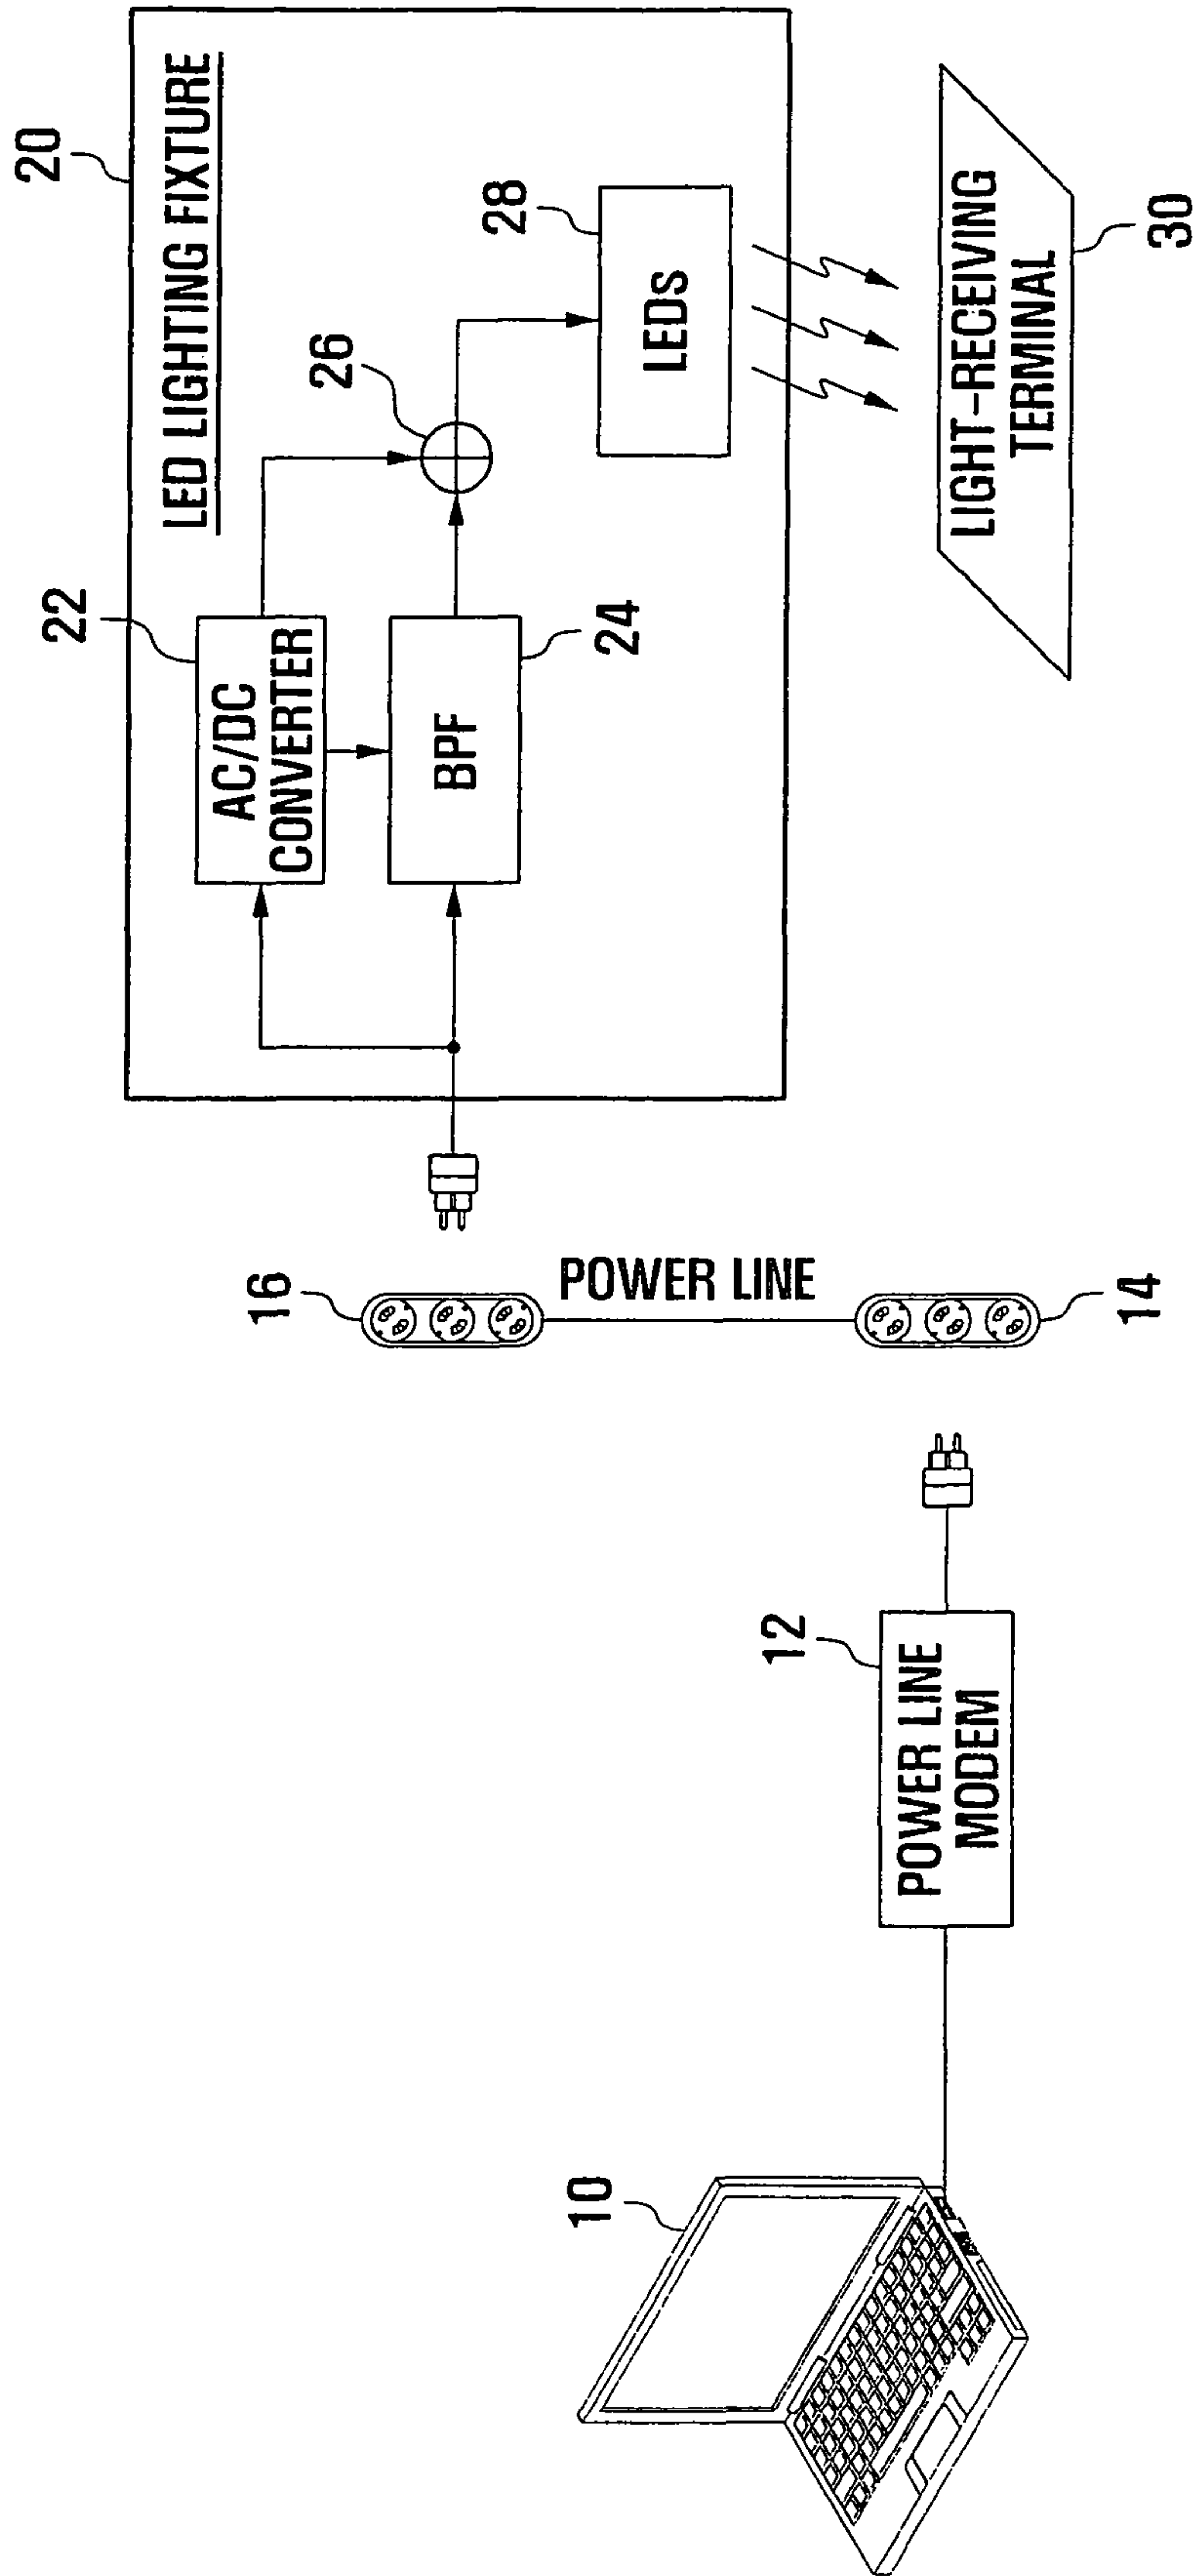 20
LED LIGHTING FIXTURE
22
AC/DC
CONVERTER
26
BPF
24
28
LEDs
LIGHT-RECEIVING
TERMINAL
30
16
POWER LINE
14
12
POWER LINE
MODEM
10